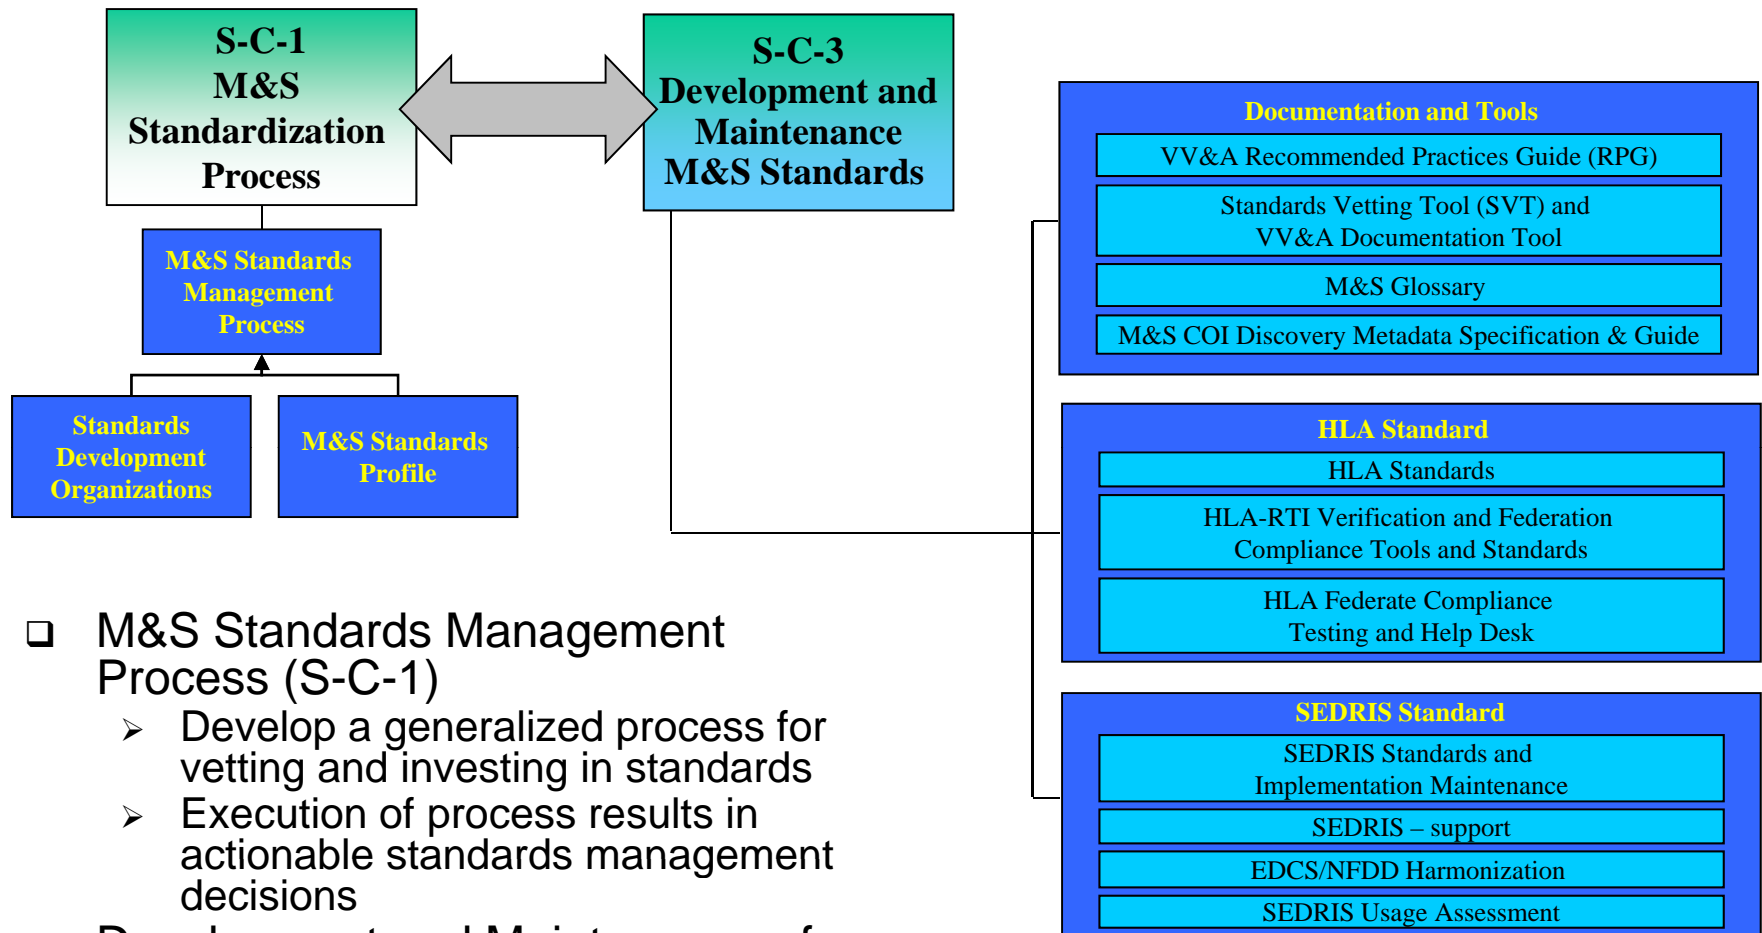 S-C-1
M&S
Standardization
Process
S-C-3
Development and
Maintenance
M&S Standards
M&S Standards
Management
Process
Standards
Development
Organizations
M&S Standards
Profile
Documentation and Tools
VV&A Recommended Practices Guide (RPG)
Standards Vetting Tool (SVT) and
VV&A Documentation Tool
M&S Glossary
M&S COI Discovery Metadata Specification & Guide
HLA Standard
HLA Standards
HLA-RTI Verification and Federation
Compliance Tools and Standards
HLA Federate Compliance
Testing and Help Desk
SEDRIS Standard
SEDRIS Standards and
Implementation Maintenance
SEDRIS – support
EDCS/NFDD Harmonization
SEDRIS Usage Assessment
❑ M&S Standards Management
Process (S-C-1)
➢ Develop a generalized process for
vetting and investing in standards
➢ Execution of process results in
actionable standards management
decisions